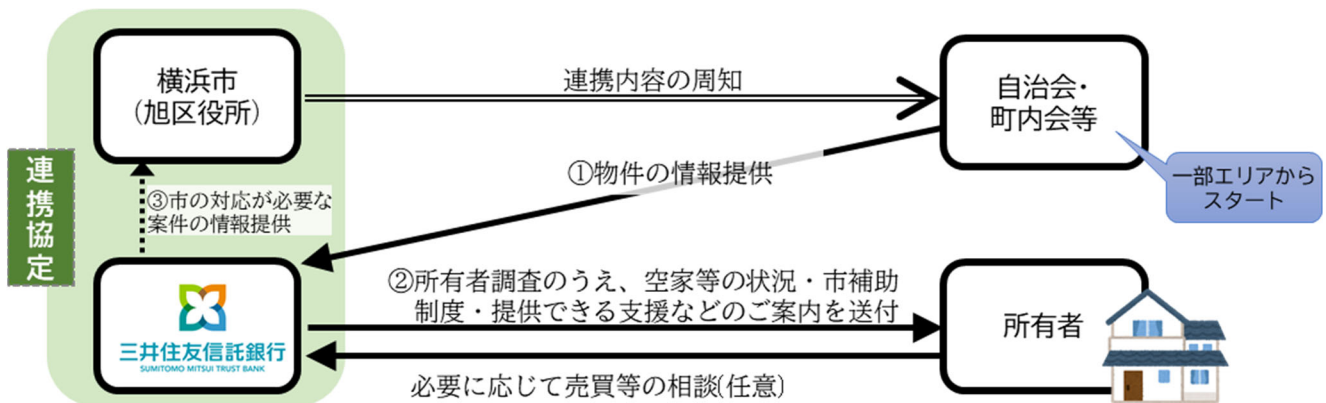 横浜市
（旭区役所）
連携内容の周知
自治会・
町内会等
一部エリアから
スタート
①物件の情報提供
連携協定
③市の対応が必要な
案件の情報提供
三井住友信託銀行
SUMITOMO MITSUI TRUST BANK
②所有者調査のうえ、空家等の状況・市補助
制度・提供できる支援などのご案内を送付
所有者
必要に応じて売買等の相談(任意)